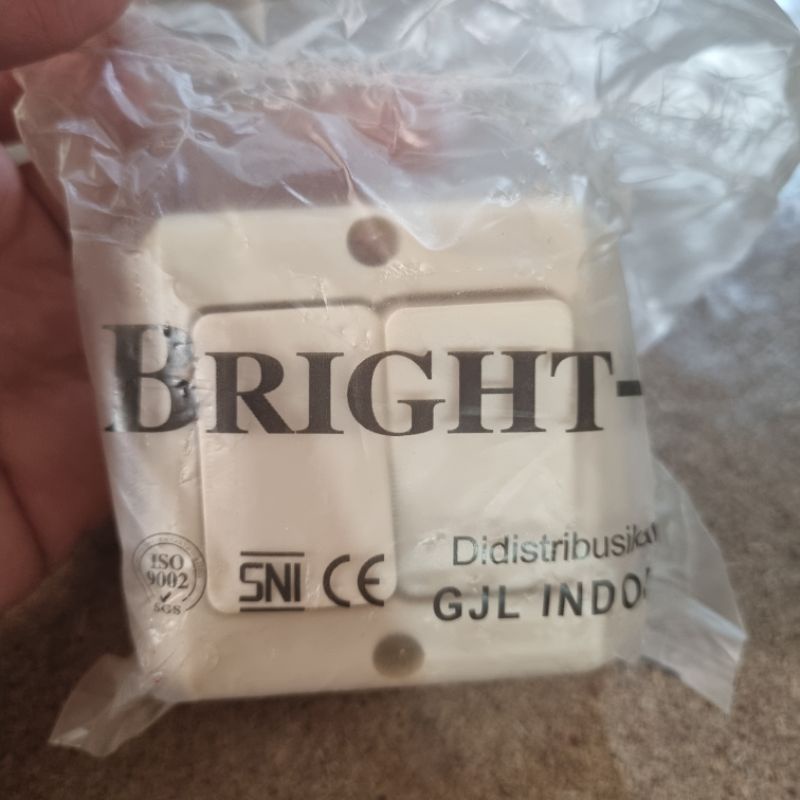 BRIGHT-
ISO
9002
SGS
SNI CE
Didistribusikan
GJL INDO